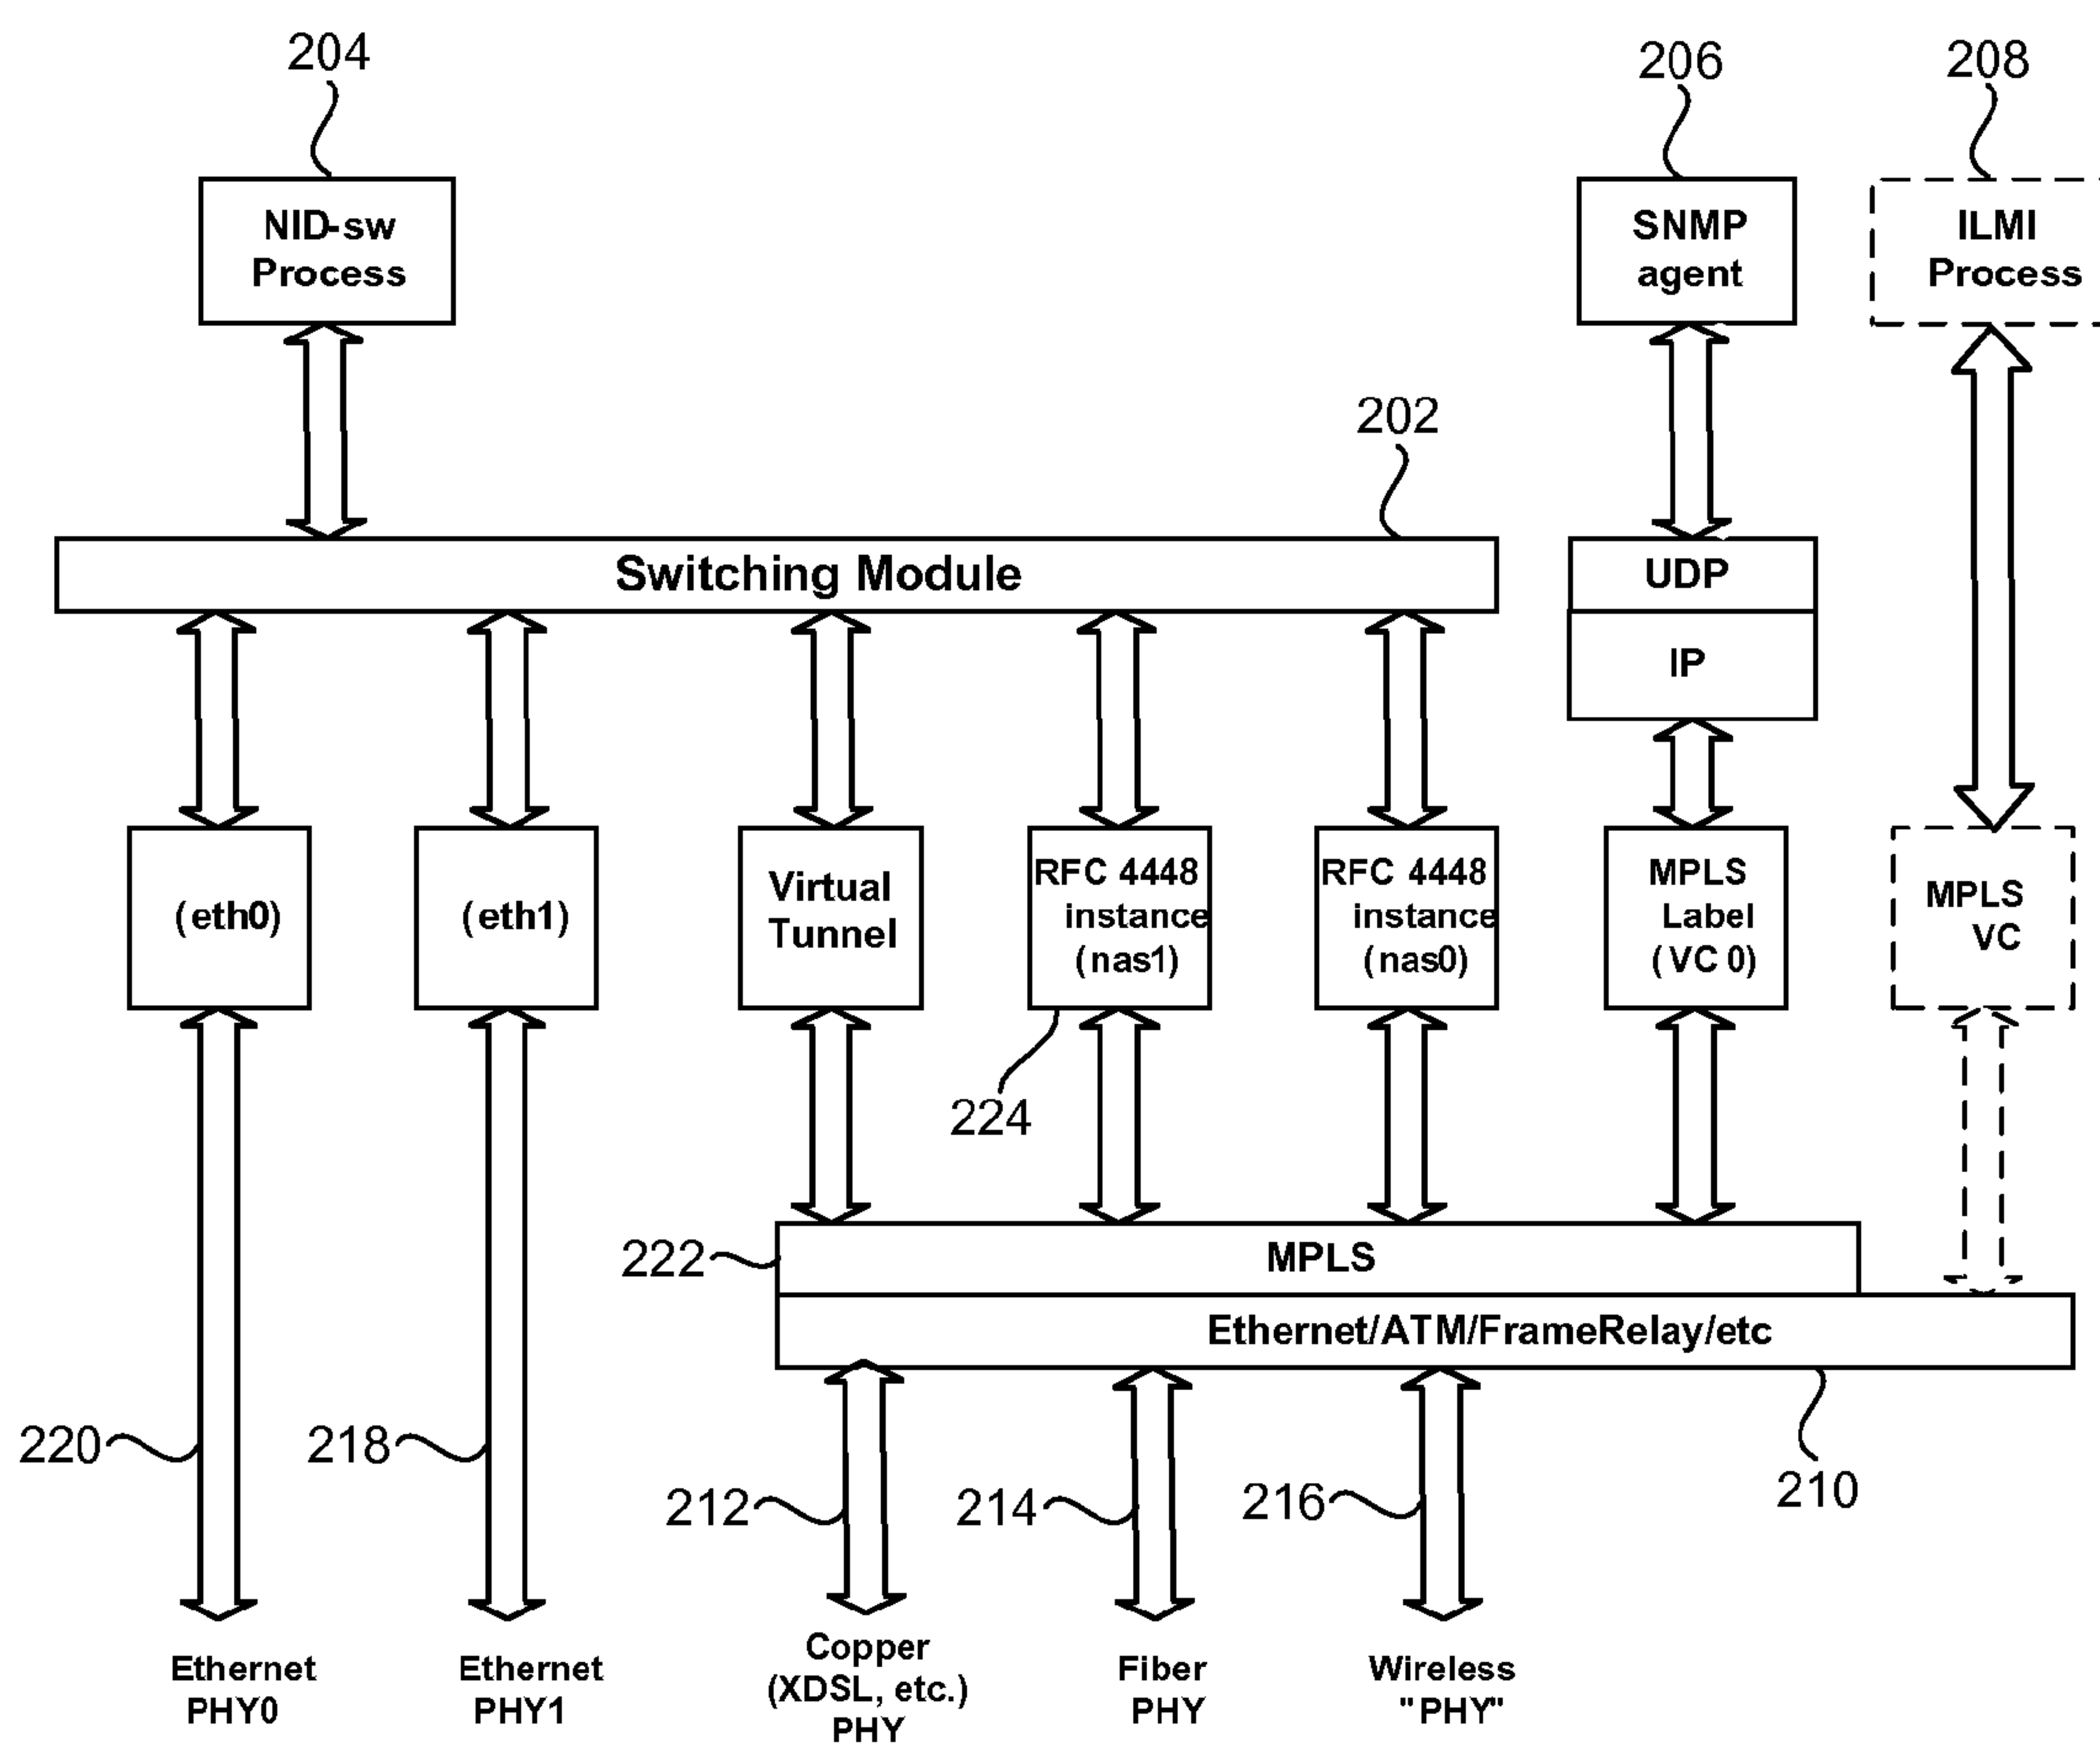 204
206
208
NID-sw
Process
SNMP
agent
ILMI
Process
202
Switching Module
UDP
IP
(eth0)
(eth1)
Virtual
Tunnel
RFC 4448
instance
(nas1)
RFC 4448
instance
(nas0)
MPLS
Label
(VC 0)
MPLS
VC
224
222
MPLS
Ethernet/ATM/FrameRelay/etc
220
218
212
214
216
210
Ethernet
PHY0
Ethernet
PHY1
Copper
(XDSL, etc.)
PHY
Fiber
PHY
Wireless
"PHY"